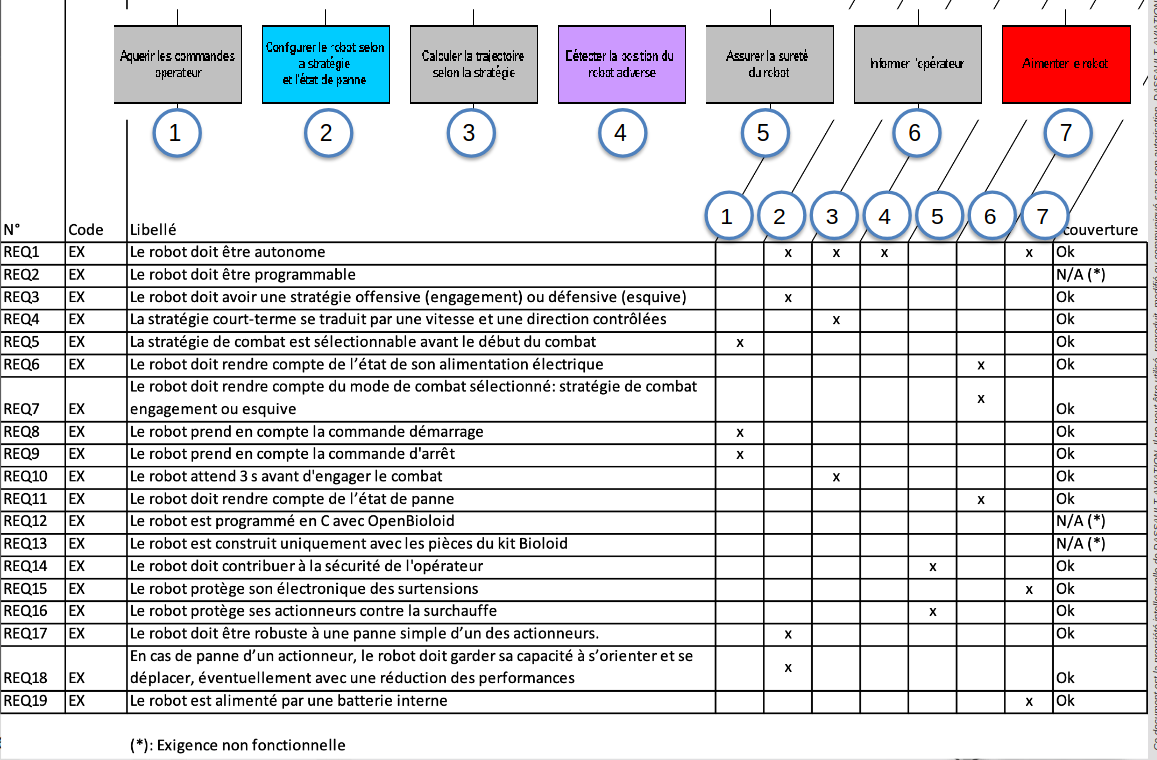 Aquerir les commandes
operateur
Configurer le robot selon
a stratégie
et l'état de panne
Calculer la trajectoire
selon la stratégie
Détecter la position du
robot adverse
Assurer la sureté
du robot
Informer l'opérateur
Alimenter le robot
1 2 3 4 5 6 7
1 2 3 4 5 6 7
N° Code Libellé couverture
REQ1 EX Le robot doit être autonome x x x x Ok
REQ2 EX Le robot doit être programmable N/A (*)
REQ3 EX Le robot doit avoir une stratégie offensive (engagement) ou défensive (esquive) x Ok
REQ4 EX La stratégie court-terme se traduit par une vitesse et une direction contrôlées x Ok
REQ5 EX La stratégie de combat est sélectionnable avant le début du combat x Ok
REQ6 EX Le robot doit rendre compte de l’état de son alimentation électrique x Ok
Le robot doit rendre compte du mode de combat sélectionné: stratégie de combat
REQ7 EX engagement ou esquive x Ok
REQ8 EX Le robot prend en compte la commande démarrage x Ok
REQ9 EX Le robot prend en compte la commande d'arrêt x Ok
REQ10 EX Le robot attend 3 s avant d'engager le combat x Ok
REQ11 EX Le robot doit rendre compte de l’état de panne x Ok
REQ12 EX Le robot est programmé en C avec OpenBioloid N/A (*)
REQ13 EX Le robot est construit uniquement avec les pièces du kit Bioloid N/A (*)
REQ14 EX Le robot doit contribuer à la sécurité de l'opérateur x Ok
REQ15 EX Le robot protège son électronique des surtensions x Ok
REQ16 EX Le robot protège ses actionneurs contre la surchauffe x Ok
REQ17 EX Le robot doit être robuste à une panne simple d’un des actionneurs. x Ok
En cas de panne d’un actionneur, le robot doit garder sa capacité à s’orienter et se
REQ18 EX déplacer, éventuellement avec une réduction des performances x Ok
REQ19 EX Le robot est alimenté par une batterie interne x Ok
(*): Exigence non fonctionnelle